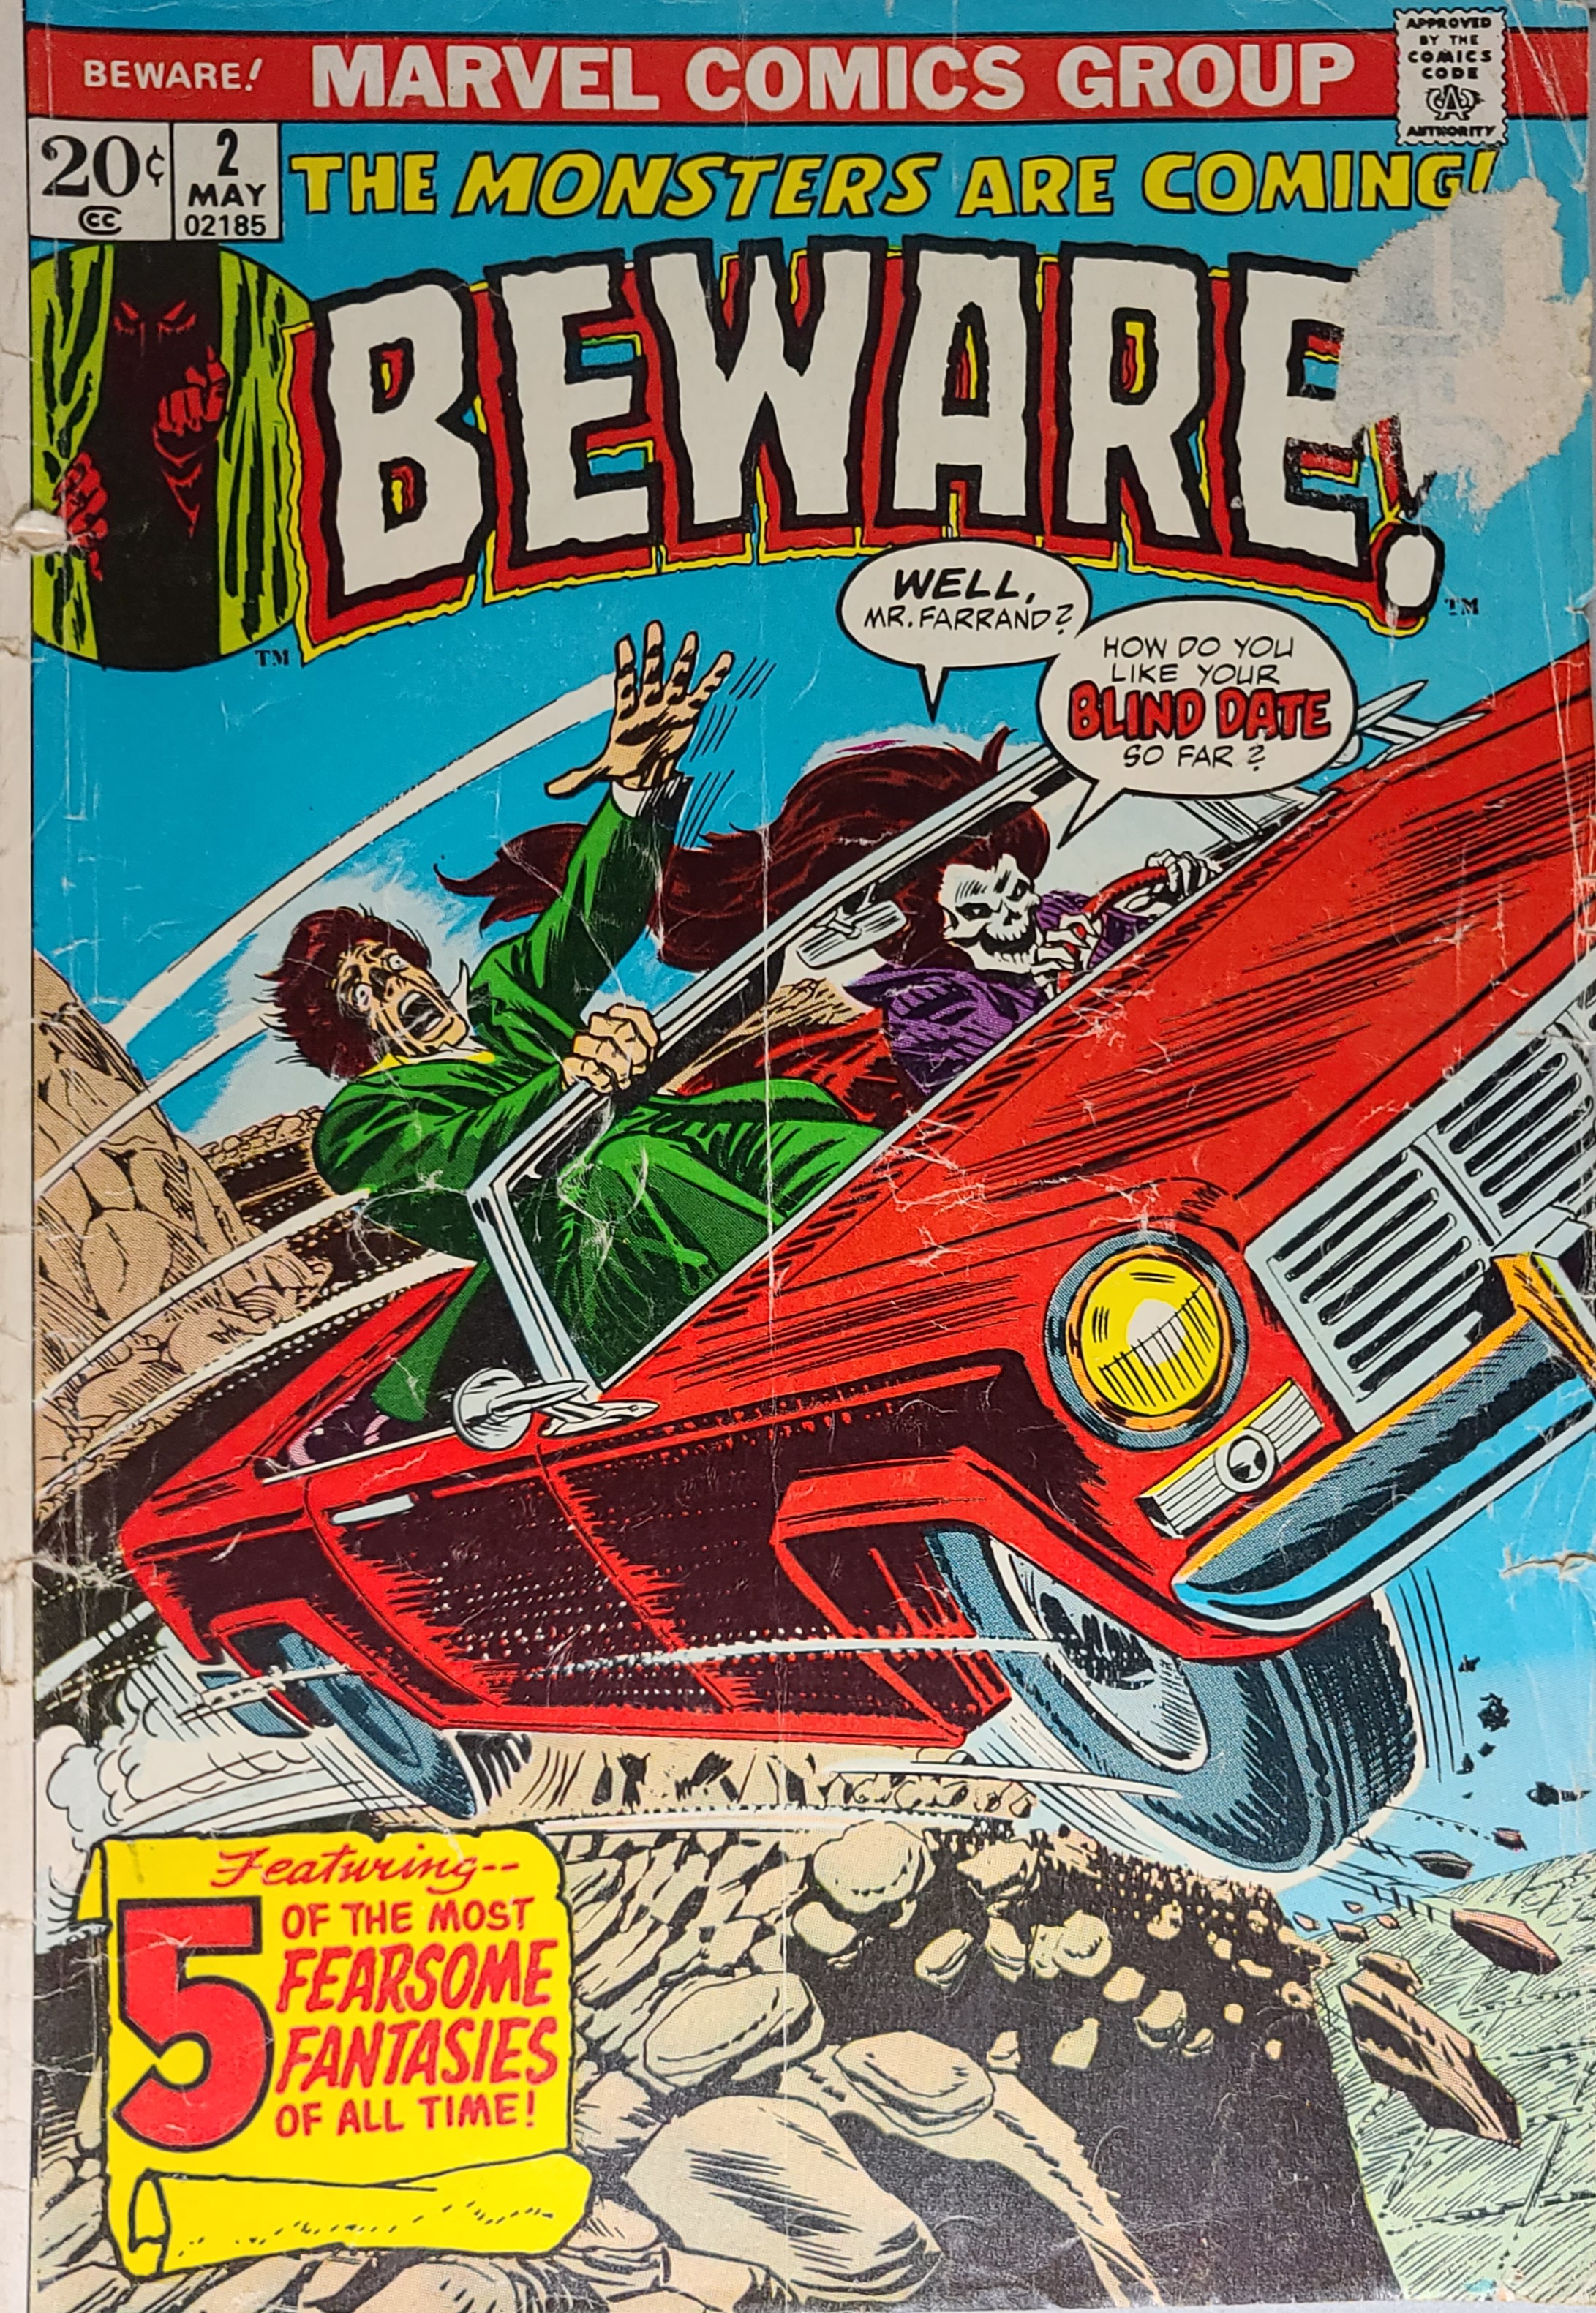 BEWARE! MARVEL COMICS GROUP
APPROVED
BY THE
COMICS
CODE
CA
AUTHORITY
20¢
CC
2
MAY
02185
THE MONSTERS ARE COMING!
BEWARE!
TM
TM
WELL,
MR. FARRAND?
HOW DO YOU
LIKE YOUR
BLIND DATE
SO FAR?
Featuring--
5 OF THE MOST
FEARSOME
FANTASIES
OF ALL TIME!